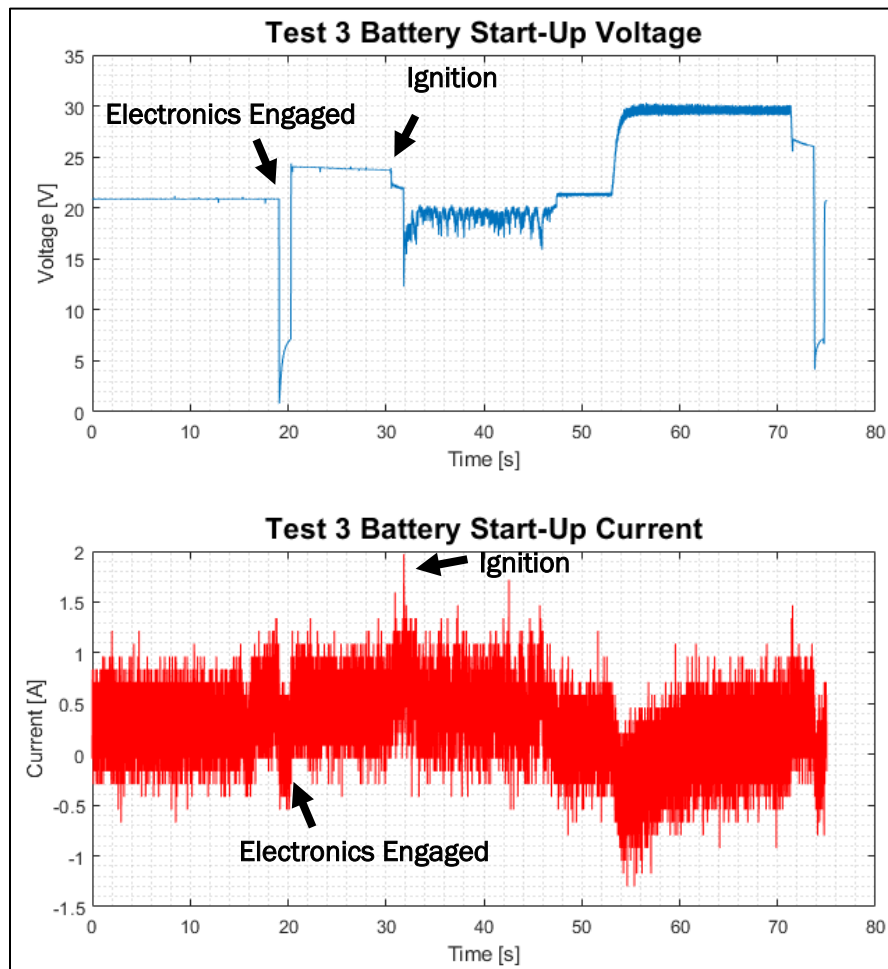 Test 3 Battery Start-Up Voltage
35
Ignition
30
Electronics Engaged
25
20
Voltage [V]
15
10
5
0
0 10 20 30 40 50 60 70 80
Time [s]
Test 3 Battery Start-Up Current
2
Ignition
1.5
1
0.5
Current [A]
0
-0.5
Electronics Engaged
-1
-1.5
0 10 20 30 40 50 60 70 80
Time [s]